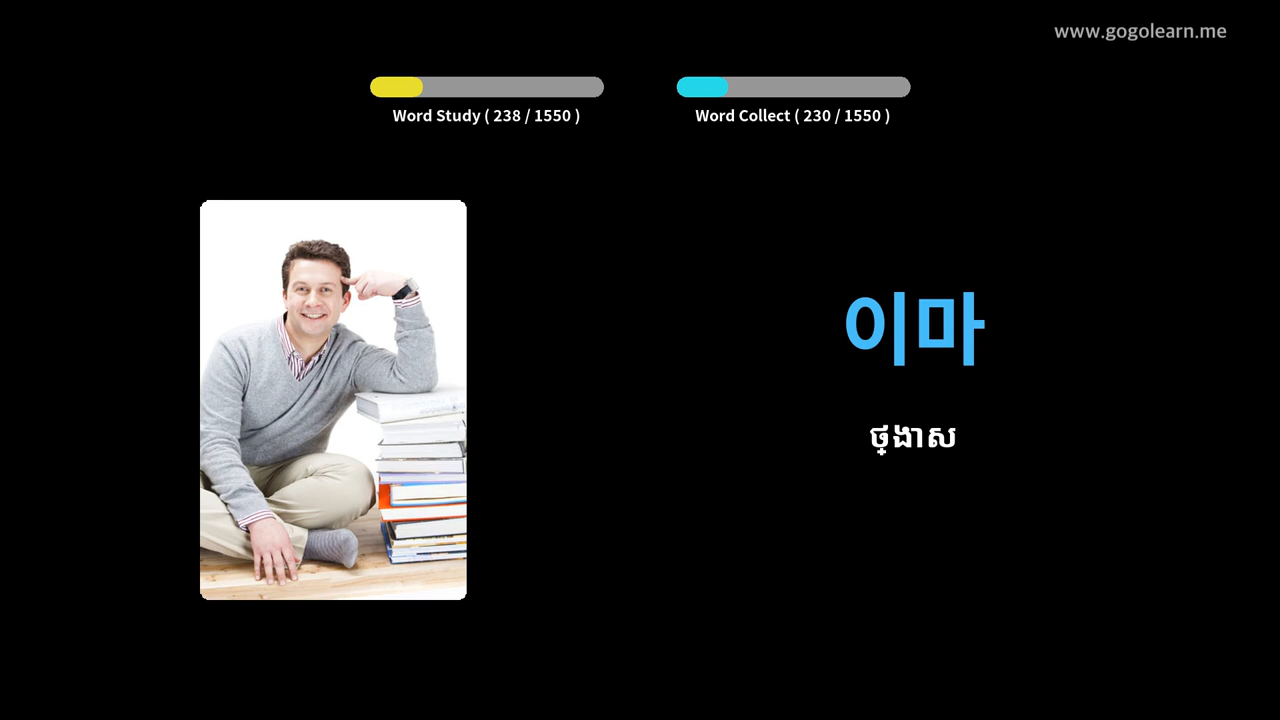 www.gogolearn.me
Word Study ( 238 / 1550 )
Word Collect ( 230 / 1550 )
이마
ថ្ងាស